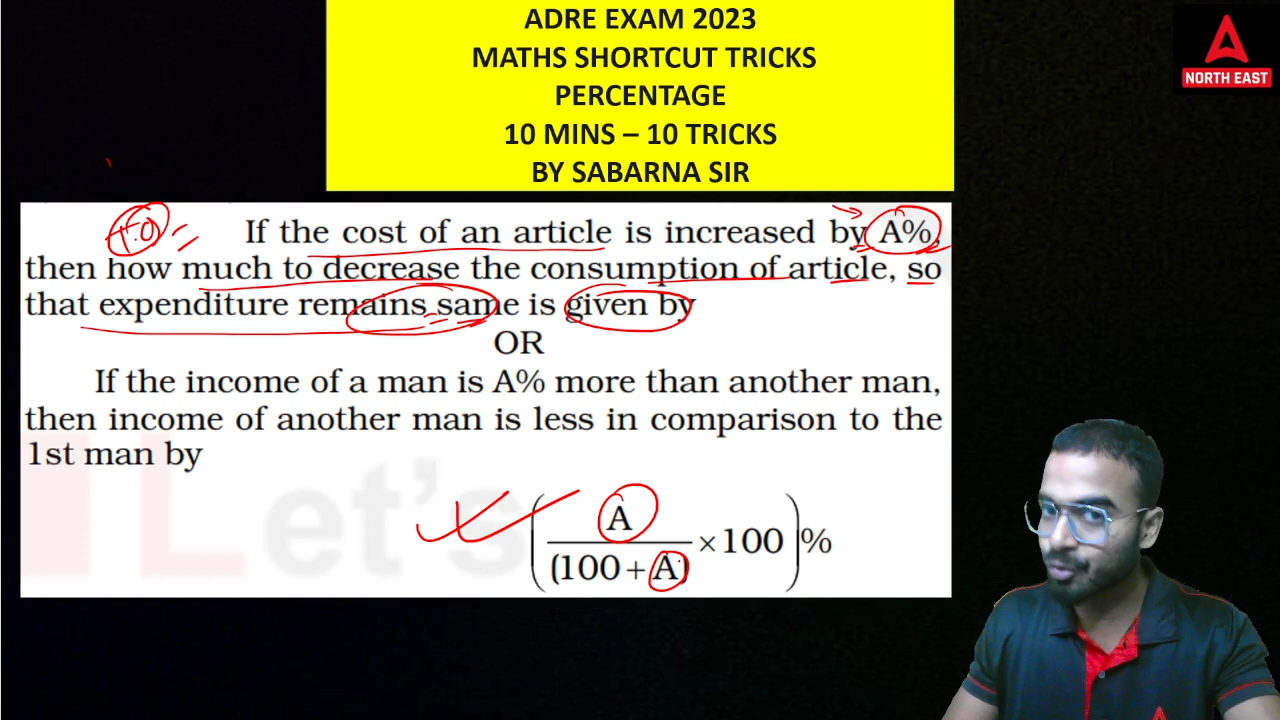 ADRE EXAM 2023
MATHS SHORTCUT TRICKS
PERCENTAGE
10 MINS – 10 TRICKS
BY SABARNA SIR
A
NORTH EAST
If the cost of an article is increased by A%,
then how much to decrease the consumption of article, so
that expenditure remains same is given by
OR
If the income of a man is A% more than another man,
then income of another man is less in comparison to the
1st man by
Let's
(A/(100 + A) × 100)%